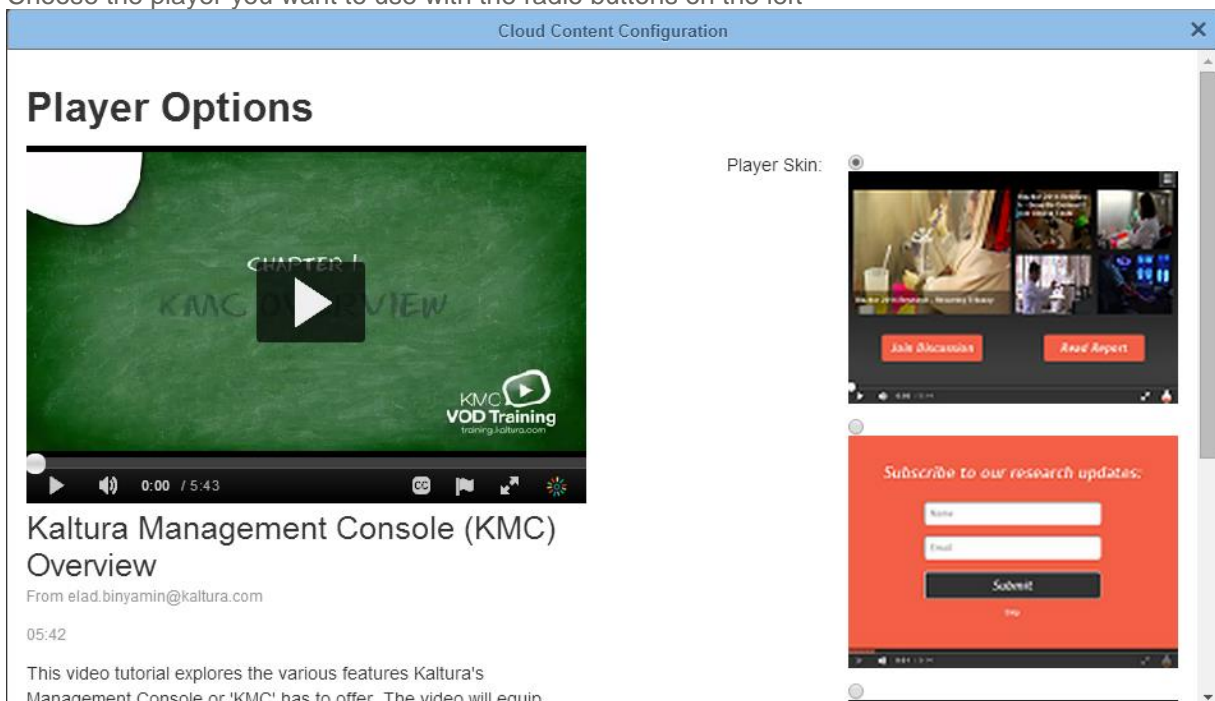 Choose the player you want to use with the radio buttons on the left
Cloud Content Configuration
Player Options
CHAPTER 1
KMC OVERVIEW
KMC
VOD Training
training.kaltura.com
0:00 / 5:43
CC
Kaltura Management Console (KMC)
Overview
From elad.binyamin@kaltura.com
05:42
This video tutorial explores the various features Kaltura's
Management Console or 'KMC' has to offer. The video will equip
Player Skin:
Join Discussion
Read Report
Subscribe to our research updates:
Name
Email
Submit